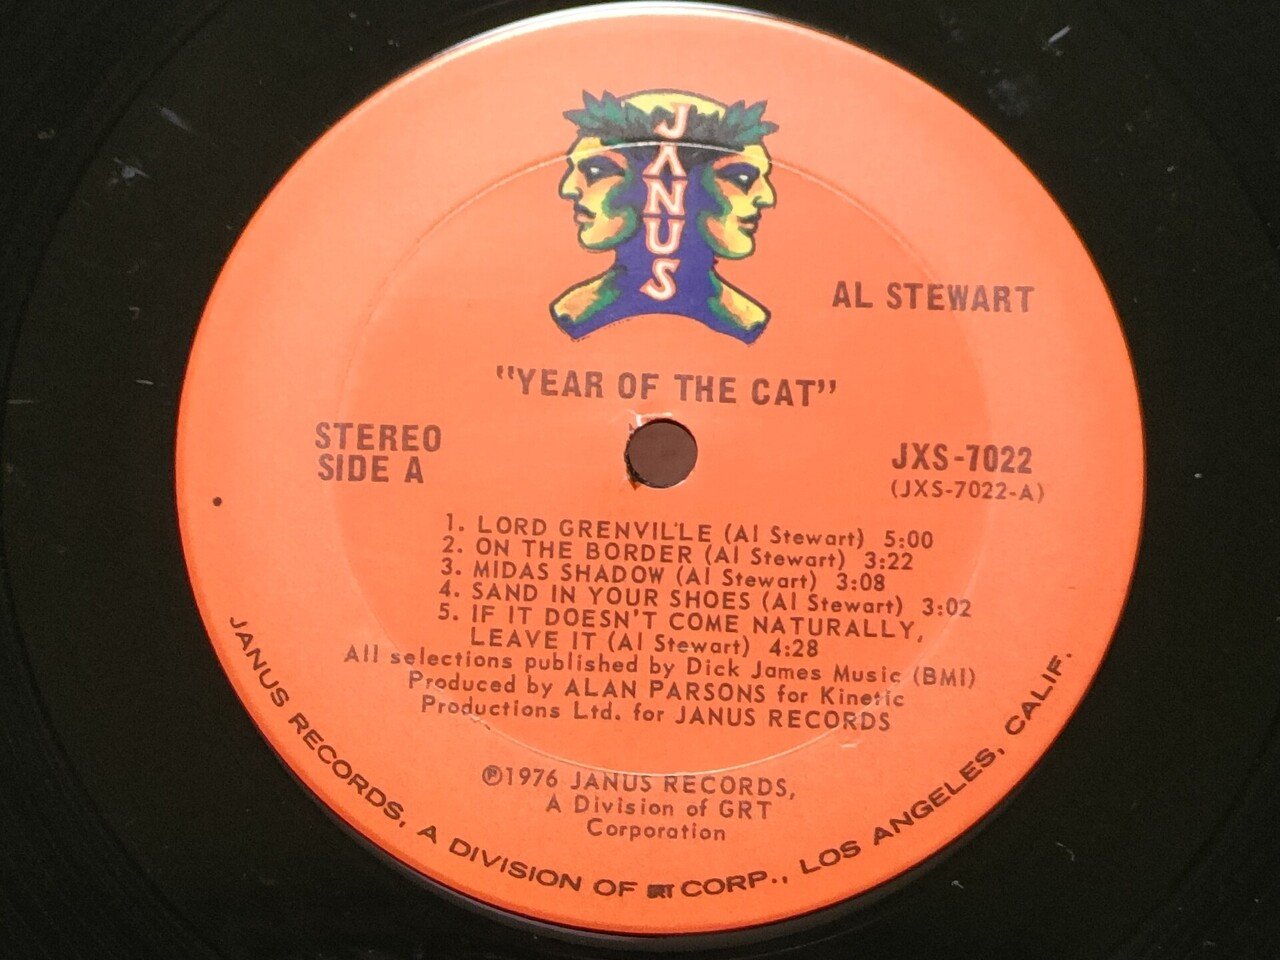 JANUS
AL STEWART
"YEAR OF THE CAT"
STEREO
SIDE A
JXS-7022
(JXS-7022-A)
1. LORD GRENVILLE (Al Stewart) 5:00
2. ON THE BORDER (Al Stewart) 3:22
3. MIDAS SHADOW (Al Stewart) 3:08
4. SAND IN YOUR SHOES (Al Stewart) 3:02
5. IF IT DOESN'T COME NATURALLY,
LEAVE IT (Al Stewart) 4:28
All selections published by Dick James Music (BMI)
Produced by ALAN PARSONS for Kinetic
Productions Ltd. for JANUS RECORDS
℗1976 JANUS RECORDS,
A Division of GRT
Corporation
JANUS RECORDS, A DIVISION OF GRT CORP., LOS ANGELES, CALIF.